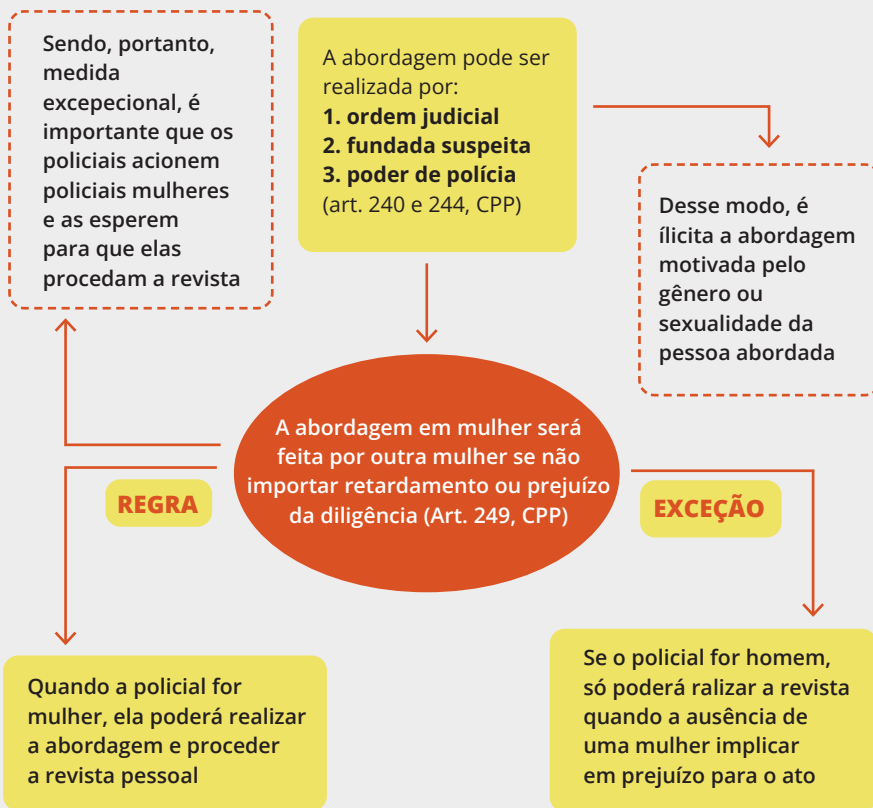 Sendo, portanto,
medida
excepecional, é
importante que os
policiais acionem
policiais mulheres
e as esperem
para que elas
procedam a revista
A abordagem pode ser
realizada por:
1. ordem judicial
2. fundada suspeita
3. poder de polícia
(art. 240 e 244, CPP)
Desse modo, é
ílicita a abordagem
motivada pelo
gênero ou
sexualidade da
pessoa abordada
A abordagem em mulher será
feita por outra mulher se não
importar retardamento ou prejuízo
da diligência (Art. 249, CPP)
REGRA
EXCEÇÃO
Quando a policial for
mulher, ela poderá realizar
a abordagem e proceder
a revista pessoal
Se o policial for homem,
só poderá ralizar a revista
quando a ausência de
uma mulher implicar
em prejuízo para o ato